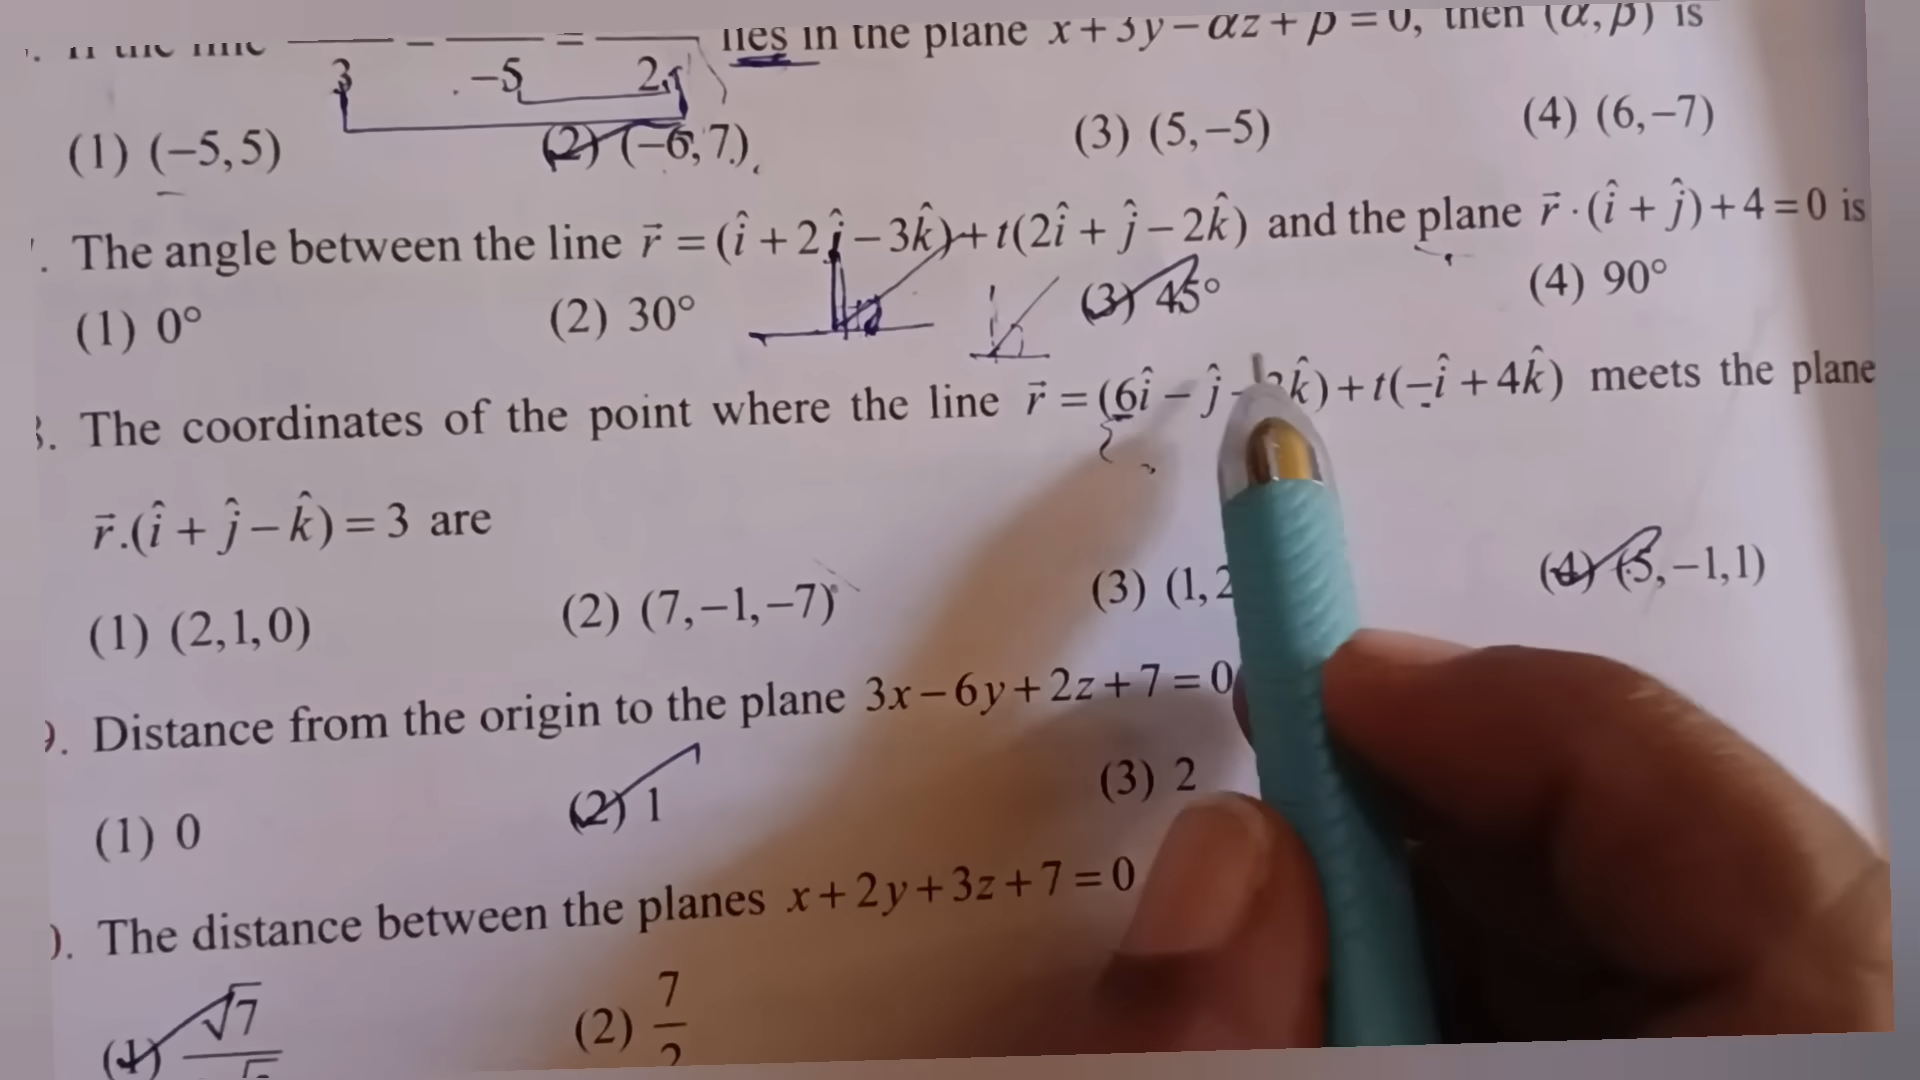 lies in the plane x + 3y − αz + β = 0, then (α, β) is
3 −5 2
(1) (−5, 5) (2) (−6, 7) (3) (5, −5) (4) (6, −7)
The angle between the line r⃗ = (î + 2ĵ − 3k̂) + t(2î + ĵ − 2k̂) and the plane r⃗ · (î + ĵ) + 4 = 0 is
(1) 0° (2) 30° (3) 45° (4) 90°
The coordinates of the point where the line r⃗ = (6î − ĵ − k̂) + t(−î + 4k̂) meets the plane
r⃗.(î + ĵ − k̂) = 3 are
(1) (2, 1, 0) (2) (7, −1, −7) (3) (1, 2 (4) (5, −1, 1)
9. Distance from the origin to the plane 3x − 6y + 2z + 7 = 0
(1) 0 (2) 1 (3) 2
The distance between the planes x + 2y + 3z + 7 = 0
(1) √7 (2) 7